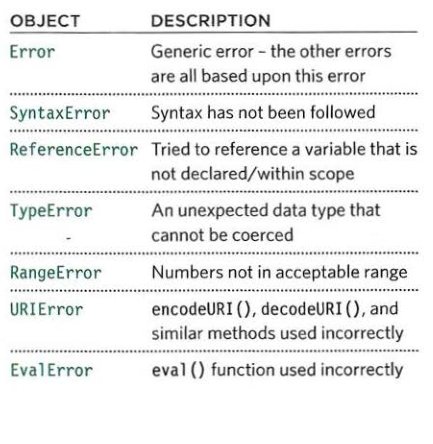 OBJECT DESCRIPTION
Error Generic error – the other errors
are all based upon this error
SyntaxError Syntax has not been followed
ReferenceError Tried to reference a variable that is
not declared/within scope
TypeError An unexpected data type that
cannot be coerced
RangeError Numbers not in acceptable range
URIError encodeURI(), decodeURI(), and
similar methods used incorrectly
EvalError eval() function used incorrectly